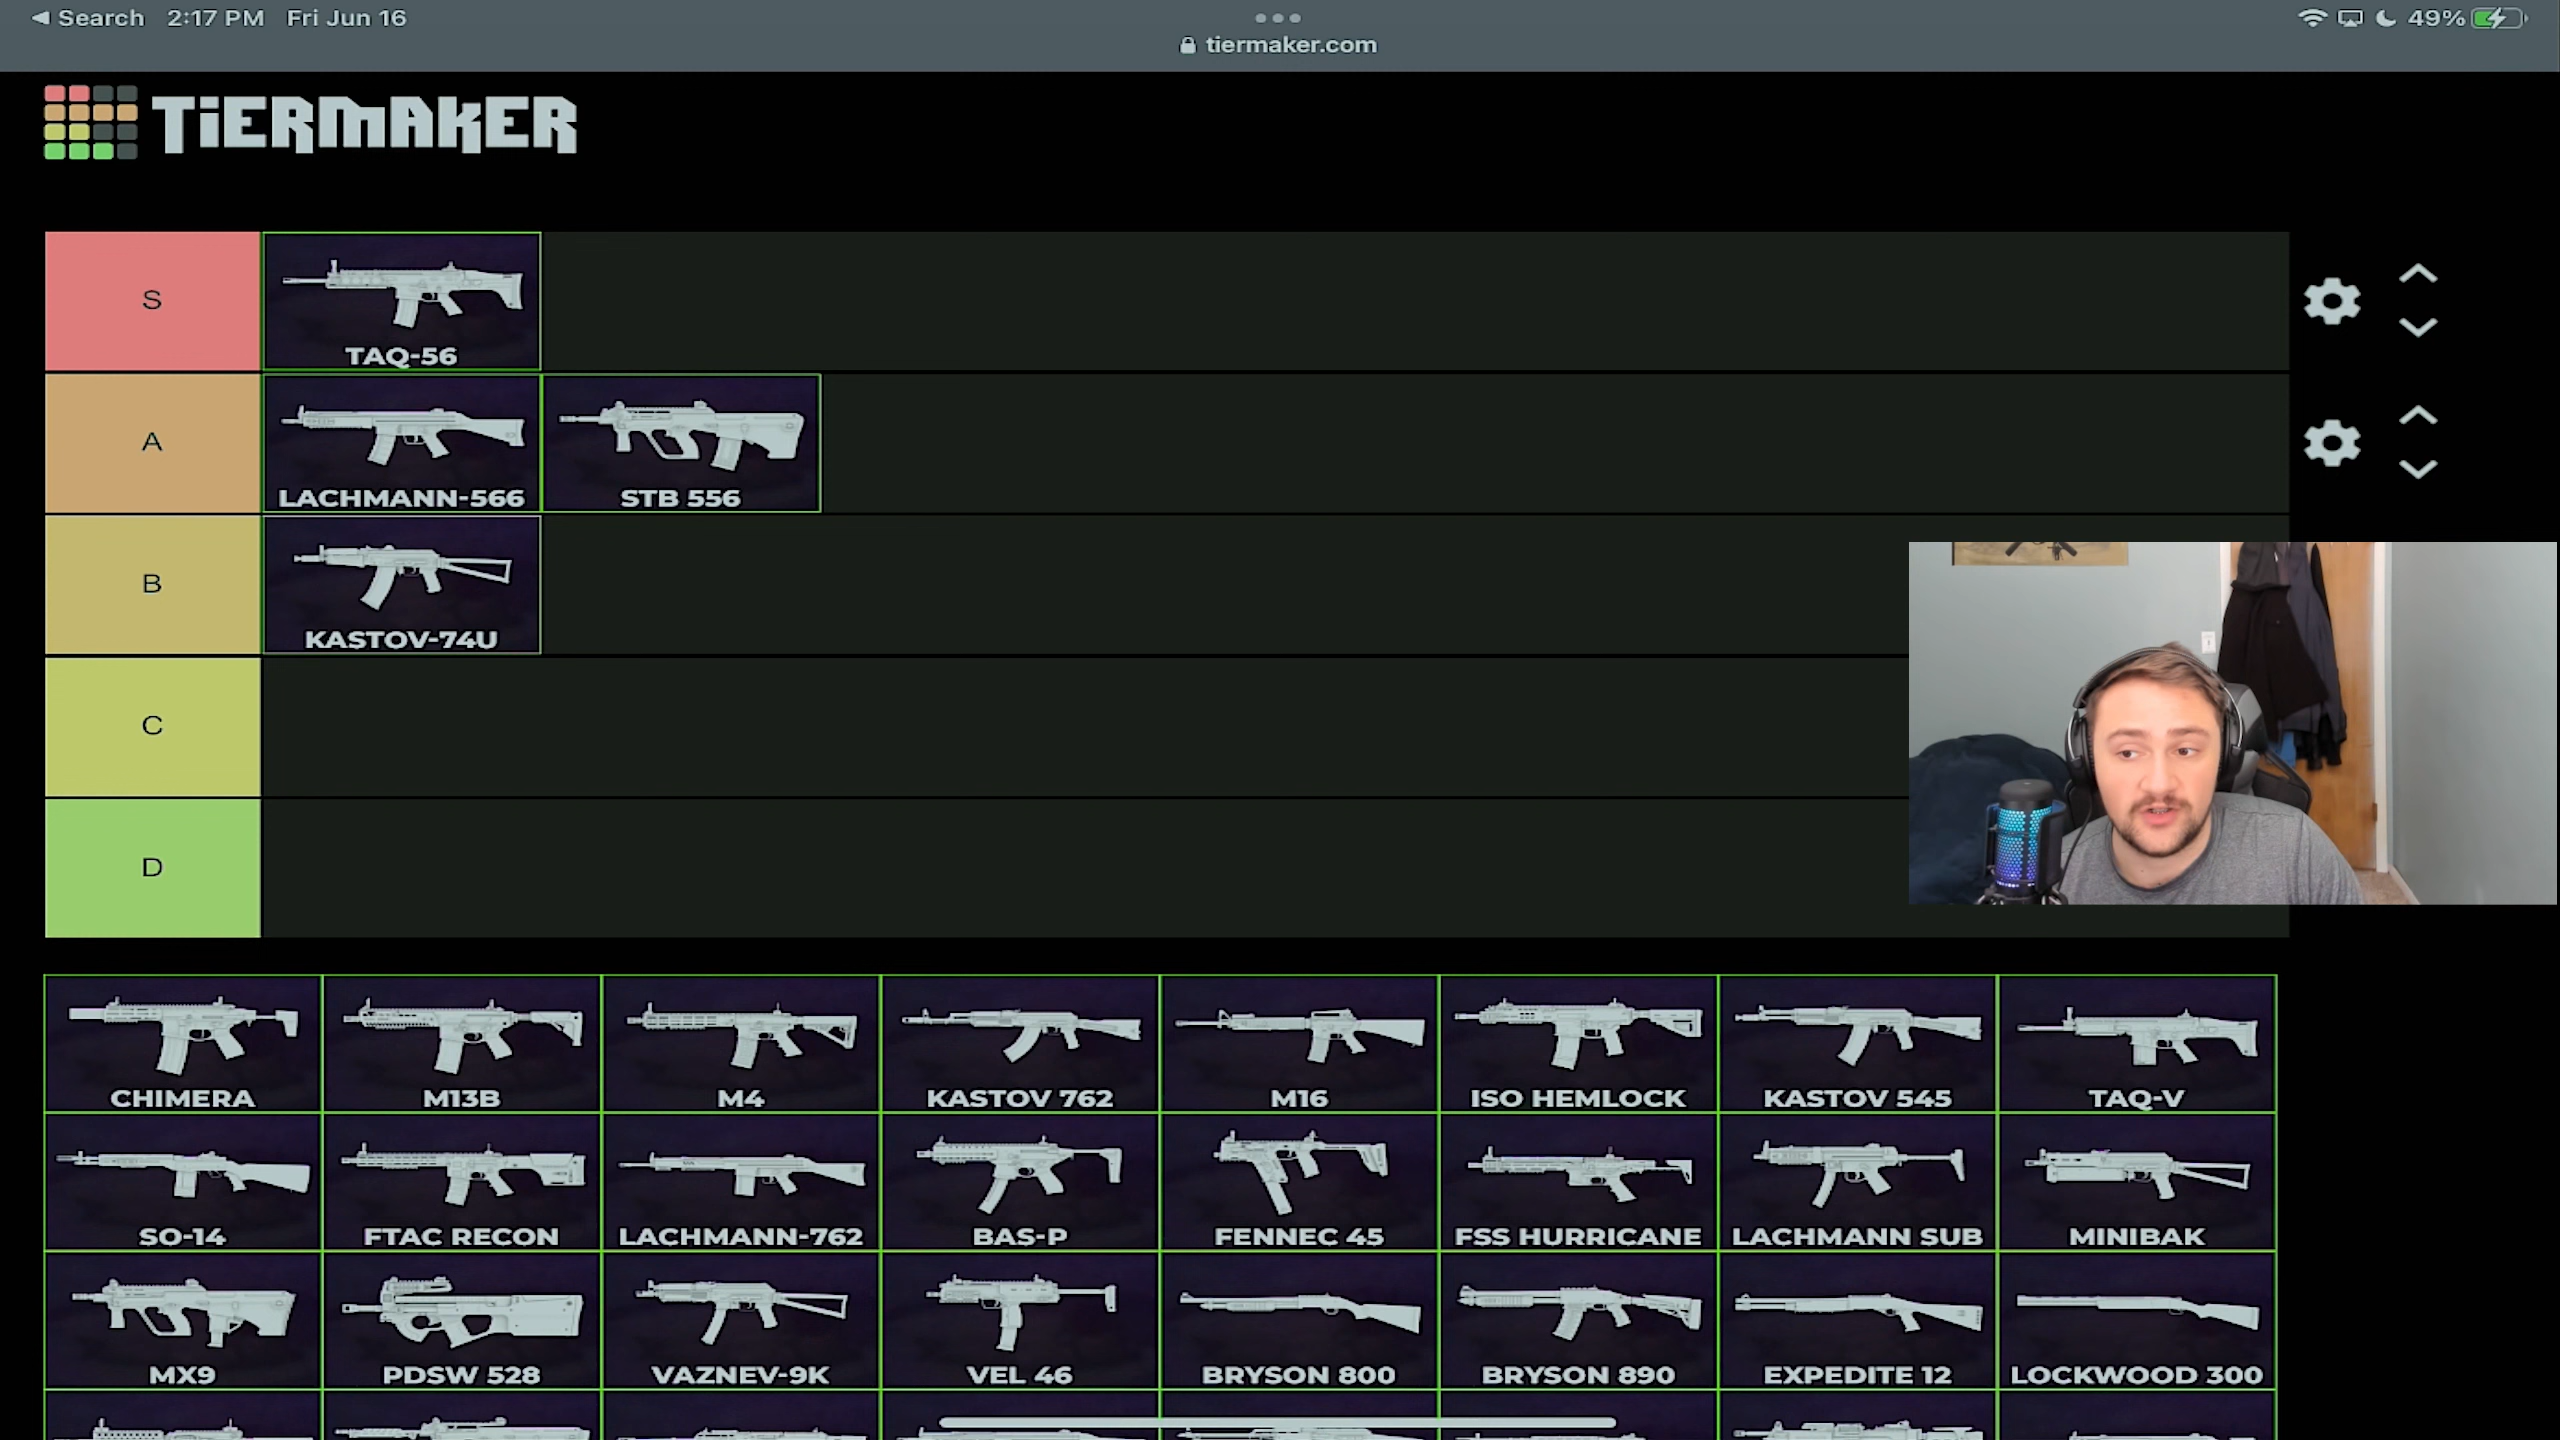 Search 2:17 PM Fri Jun 16
49%
tiermaker.com
TiERMAKER
S
TAQ-56
A
LACHMANN-566 STB 556
B
KASTOV-74U
C
D
CHIMERA M13B M4 KASTOV 762 M16 ISO HEMLOCK KASTOV 545 TAQ-V
SO-14 FTAC RECON LACHMANN-762 BAS-P FENNEC 45 FSS HURRICANE LACHMANN SUB MINIBAK
MX9 PDSW 528 VAZNEV-9K VEL 46 BRYSON 800 BRYSON 890 EXPEDITE 12 LOCKWOOD 300